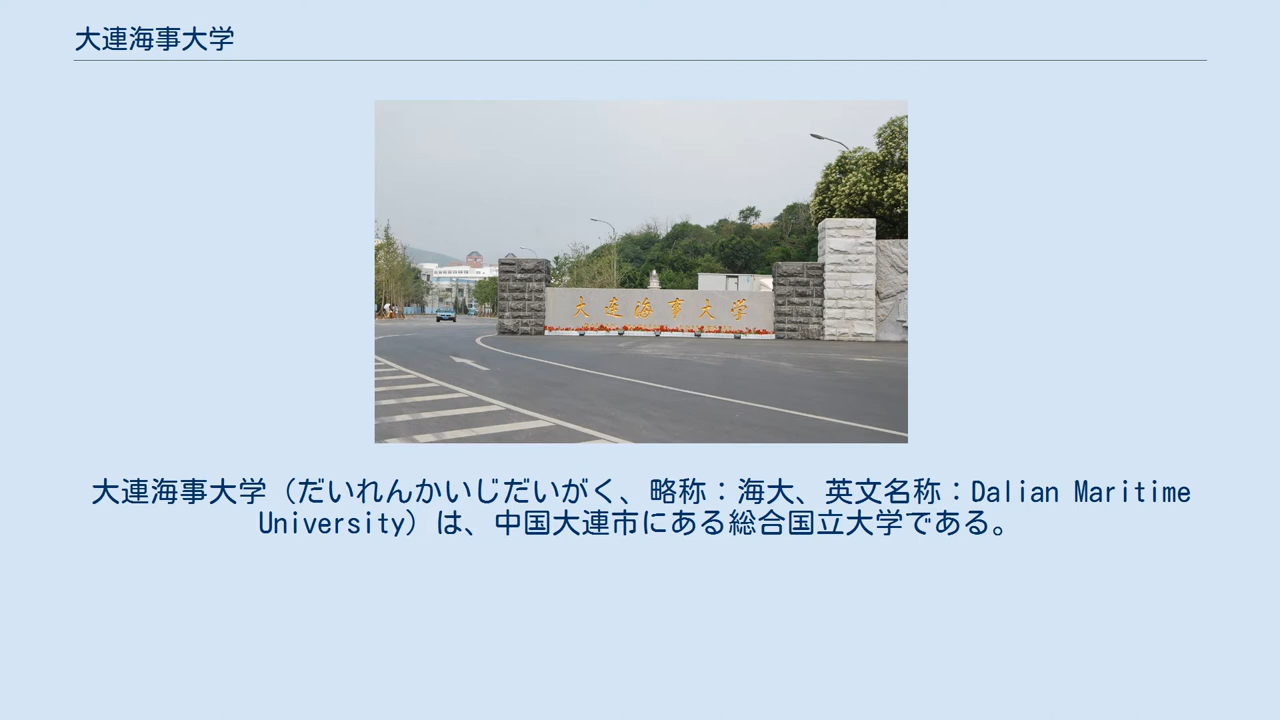 大連海事大学
大连海事大学
大連海事大学（だいれんかいじだいがく、略称：海大、英文名称：Dalian Maritime
University）は、中国大連市にある総合国立大学である。